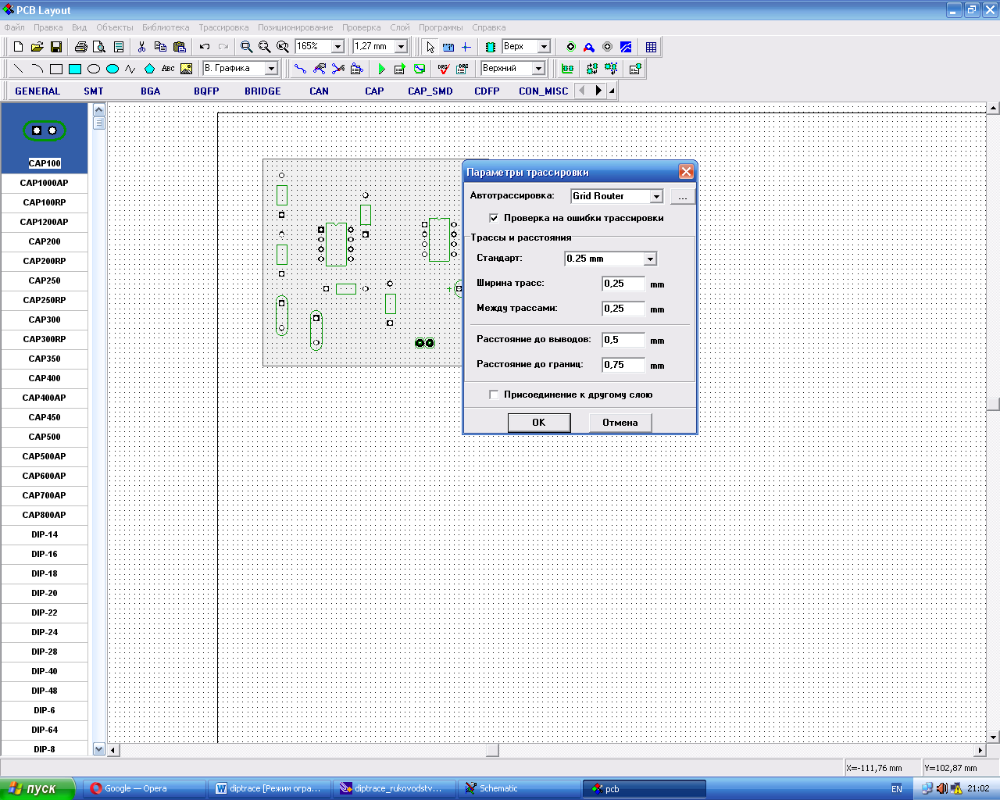 PCB Layout
Файл Правка Вид Объекты Библиотека Трассировка Позиционирование Проверка Слой Программы Справка
165% 1,27 mm Верх
ABC В. Графика DRC DRC Верхний
GENERAL SMT BGA BQFP BRIDGE CAN CAP CAP_SMD CDFP CON_MISC
CAP100
CAP1000AP
CAP100RP
CAP1200AP
CAP200
CAP200RP
CAP250
CAP250RP
CAP300
CAP300RP
CAP350
CAP400
CAP400AP
CAP450
CAP500
CAP500AP
CAP600AP
CAP700AP
CAP800AP
DIP-14
DIP-16
DIP-18
DIP-20
DIP-22
DIP-24
DIP-28
DIP-40
DIP-48
DIP-6
DIP-64
DIP-8
Параметры трассировки
Автотрассировка: Grid Router ...
Проверка на ошибки трассировки
Трассы и расстояния
Стандарт: 0.25 mm
Ширина трасс: 0,25 mm
Между трассами: 0,25 mm
Расстояние до выводов: 0,5 mm
Расстояние до границ: 0,75 mm
Присоединение к другому слою
OK Отмена
X=-111,76 mm Y=102,87 mm
пуск Google — Opera diptrace [Режим огра... diptrace_rukovodstv... Schematic pcb EN 21:02